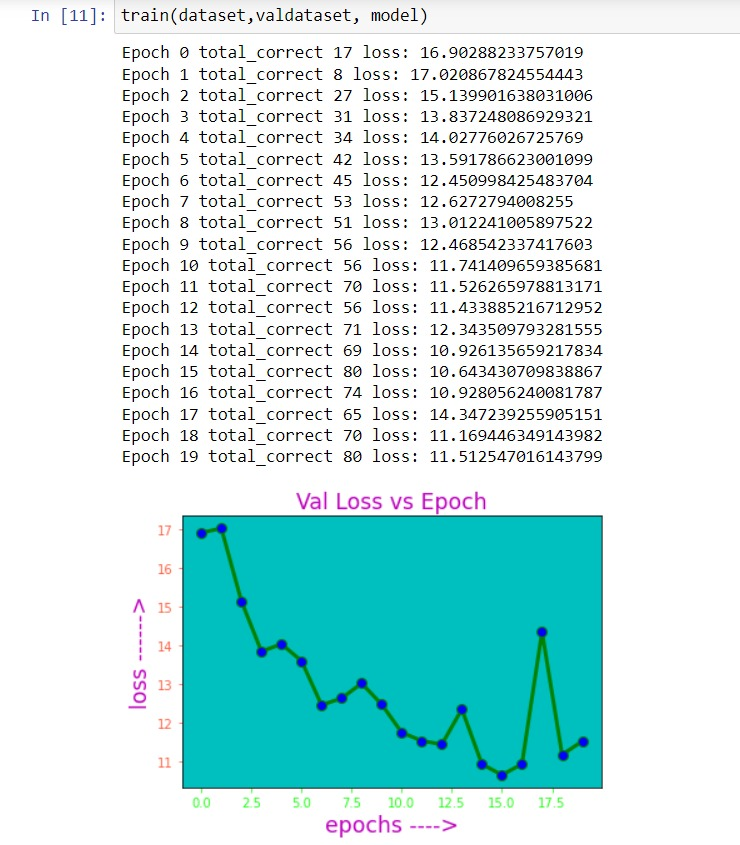 In [11]: train(dataset,valdataset, model)
Epoch 0 total_correct 17 loss: 16.90288233757019
Epoch 1 total_correct 8 loss: 17.020867824554443
Epoch 2 total_correct 27 loss: 15.139901638031006
Epoch 3 total_correct 31 loss: 13.837248086929321
Epoch 4 total_correct 34 loss: 14.02776026725769
Epoch 5 total_correct 42 loss: 13.591786623001099
Epoch 6 total_correct 45 loss: 12.450998425483704
Epoch 7 total_correct 53 loss: 12.6272794008255
Epoch 8 total_correct 51 loss: 13.012241005897522
Epoch 9 total_correct 56 loss: 12.468542337417603
Epoch 10 total_correct 56 loss: 11.741409659385681
Epoch 11 total_correct 70 loss: 11.526265978813171
Epoch 12 total_correct 56 loss: 11.433885216712952
Epoch 13 total_correct 71 loss: 12.343509793281555
Epoch 14 total_correct 69 loss: 10.926135659217834
Epoch 15 total_correct 80 loss: 10.643430709838867
Epoch 16 total_correct 74 loss: 10.928056240081787
Epoch 17 total_correct 65 loss: 14.347239255905151
Epoch 18 total_correct 70 loss: 11.169446349143982
Epoch 19 total_correct 80 loss: 11.512547016143799
Val Loss vs Epoch
loss ------>
17
16
15
14
13
12
11
0.0 2.5 5.0 7.5 10.0 12.5 15.0 17.5
epochs ---->